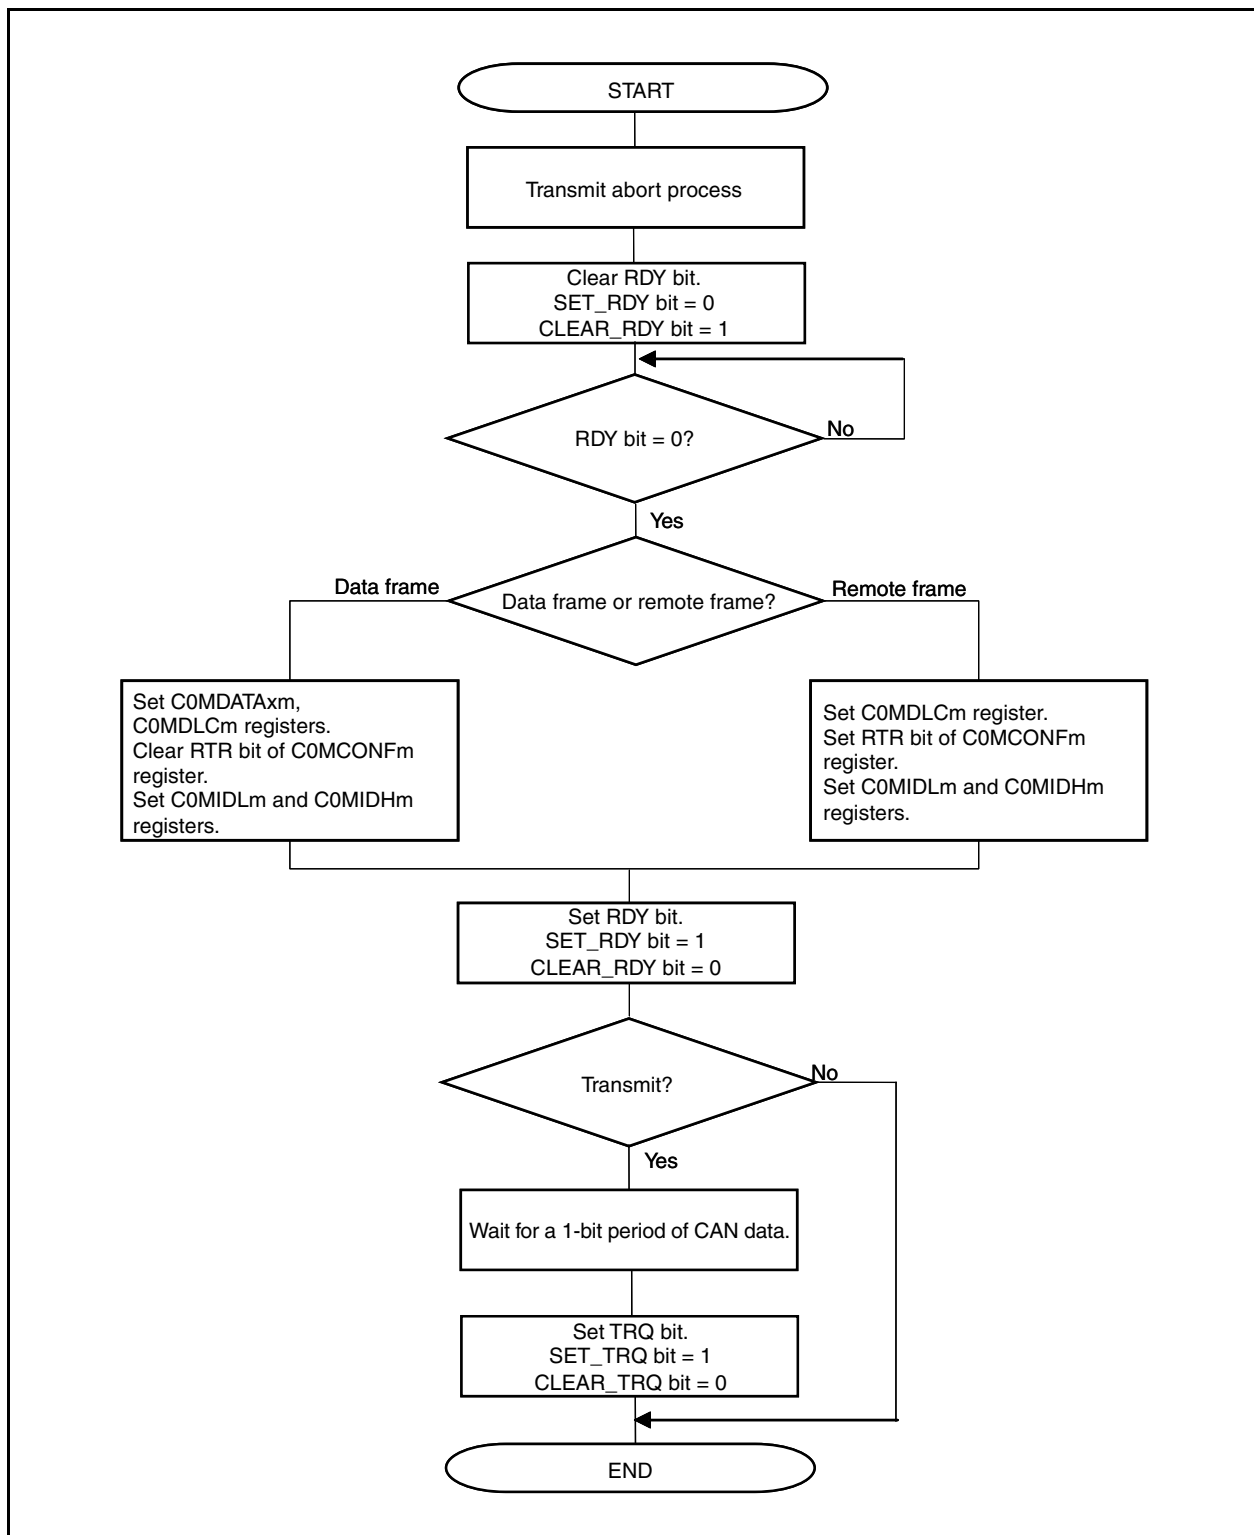 START
Transmit abort process
Clear RDY bit.
SET_RDY bit = 0
CLEAR_RDY bit = 1
RDY bit = 0?
No
Yes
Data frame or remote frame?
Data frame
Remote frame
Set C0MDATAxm,
C0MDLCm registers.
Clear RTR bit of C0MCONFm
register.
Set C0MIDLm and C0MIDHm
registers.
Set C0MDLCm register.
Set RTR bit of C0MCONFm
register.
Set C0MIDLm and C0MIDHm
registers.
Set RDY bit.
SET_RDY bit = 1
CLEAR_RDY bit = 0
Transmit?
No
Yes
Wait for a 1-bit period of CAN data.
Set TRQ bit.
SET_TRQ bit = 1
CLEAR_TRQ bit = 0
END